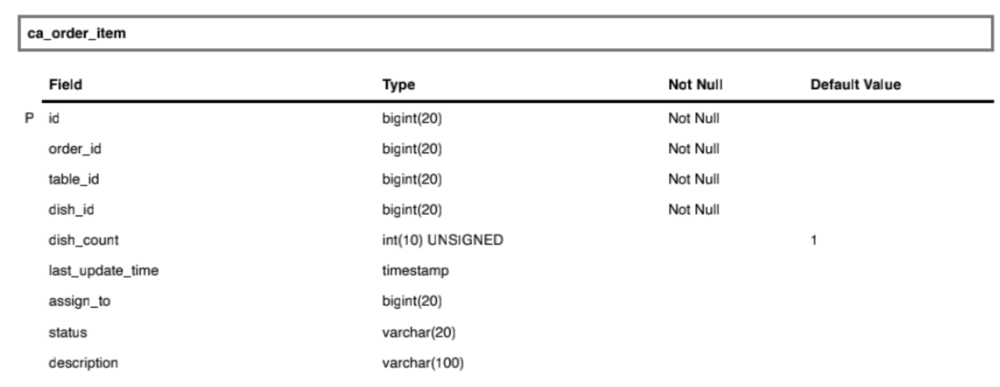 ca_order_item
Field Type Not Null Default Value
P id bigint(20) Not Null
order_id bigint(20) Not Null
table_id bigint(20) Not Null
dish_id bigint(20) Not Null
dish_count int(10) UNSIGNED 1
last_update_time timestamp
assign_to bigint(20)
status varchar(20)
description varchar(100)